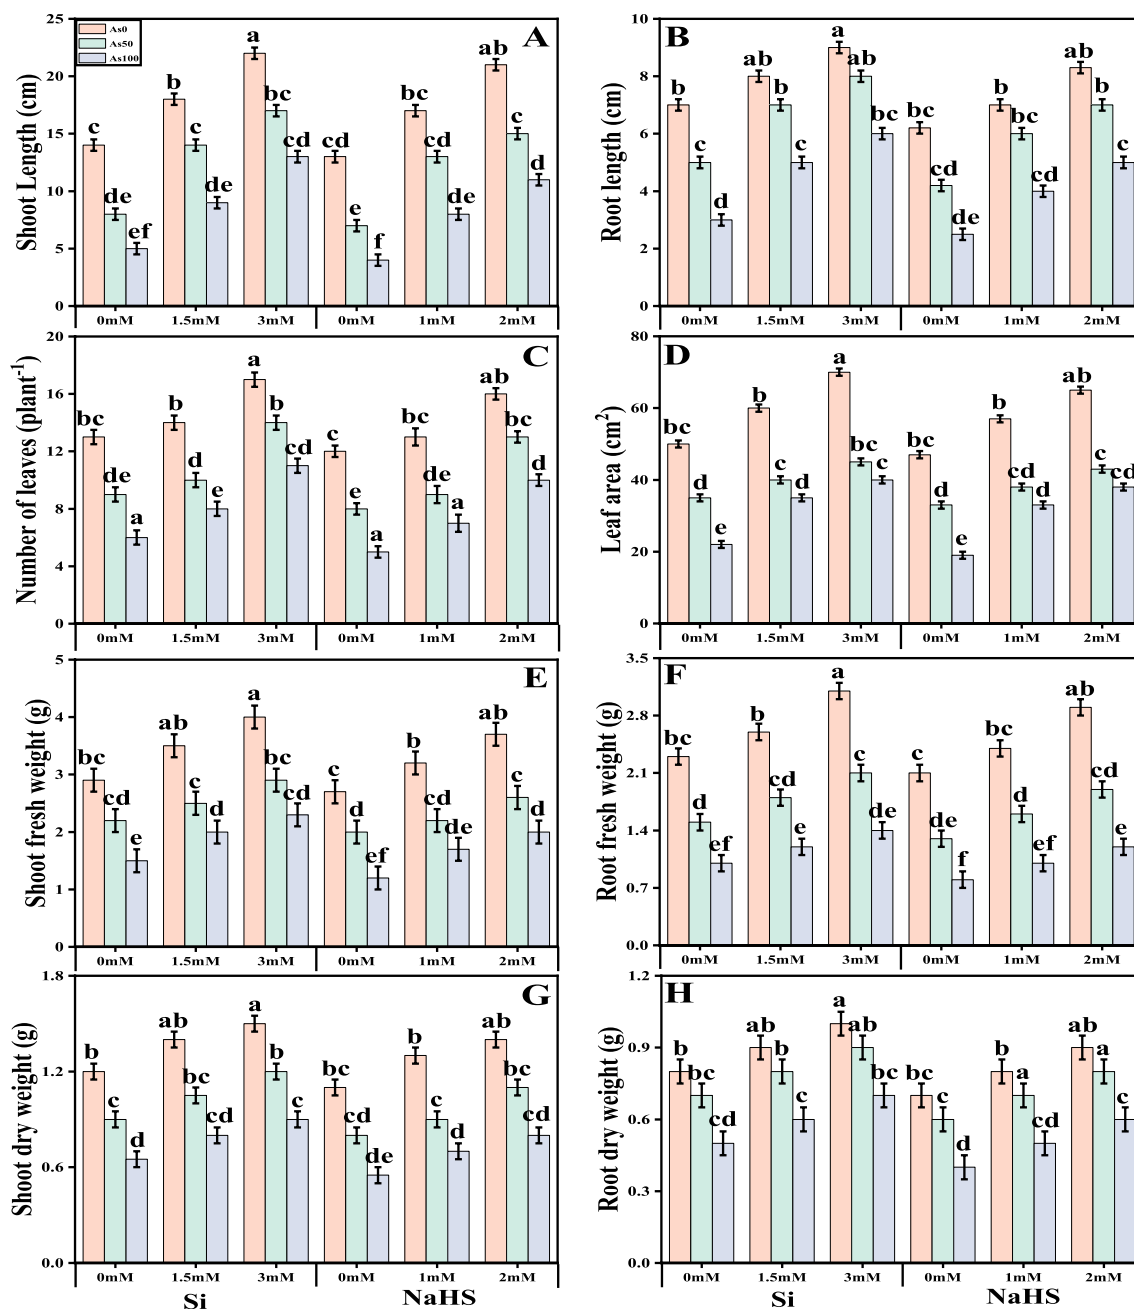 As0
As50
As100
A
Shoot Length (cm)
25
20
15
10
5
0
c de ef b c de a bc cd cd e f c cd de ab c d
0mM 1.5mM 3mM 0mM 1mM 2mM
B
Root length (cm)
10
8
6
4
2
0
b c d ab b c a ab bc bc cd de b b cd ab b c
0mM 1.5mM 3mM 0mM 1mM 2mM
C
Number of leaves (plant-1)
20
16
12
8
4
0
bc de a b d e a b cd c e a bc de a ab bc d
0mM 1.5mM 3mM 0mM 1mM 2mM
D
Leaf area (cm2)
80
60
40
20
0
bc d e b c d a bc c bc d e b cd d ab c cd
0mM 1.5mM 3mM 0mM 1mM 2mM
E
Shoot fresh weight (g)
5
4
3
2
1
0
bc cd e ab c d a bc cd c d ef b cd de ab c d
0mM 1.5mM 3mM 0mM 1mM 2mM
F
Root fresh weight (g)
3.5
2.8
2.1
1.4
0.7
0.0
bc d ef b cd e a c de c de f bc d ef ab cd e
0mM 1.5mM 3mM 0mM 1mM 2mM
G
Shoot dry weight (g)
1.8
1.2
0.6
0.0
b c d ab bc cd a b c bc cd de b c d ab bc cd
0mM 1.5mM 3mM 0mM 1mM 2mM
Si NaHS
H
Root dry weight (g)
1.2
0.9
0.6
0.3
0.0
b bc cd ab b c a ab bc bc c d b a cd ab a c
0mM 1.5mM 3mM 0mM 1mM 2mM
Si NaHS